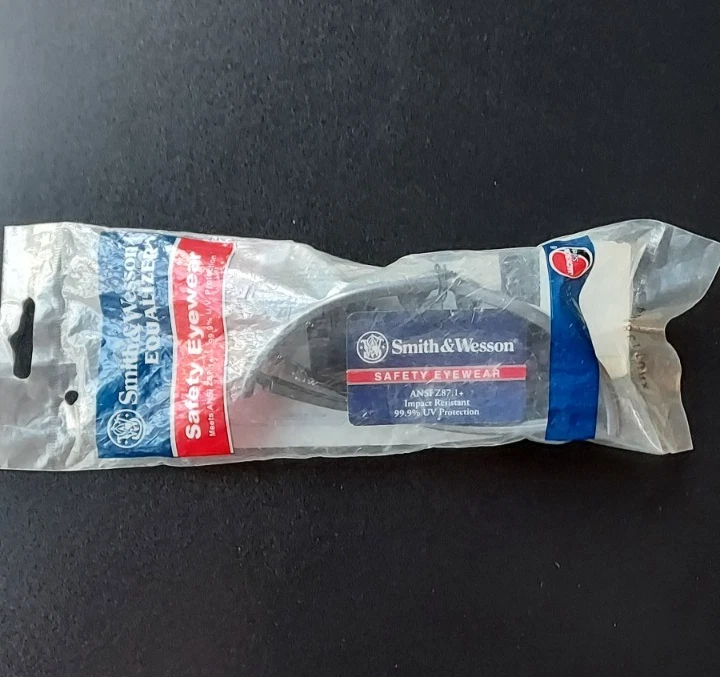 Smith & Wesson
EQUALIZER
Safety Eyewear
Smith & Wesson
SAFETY EYEWEAR
ANSI Z87.1+
Impact Resistant
99.9% UV Protection